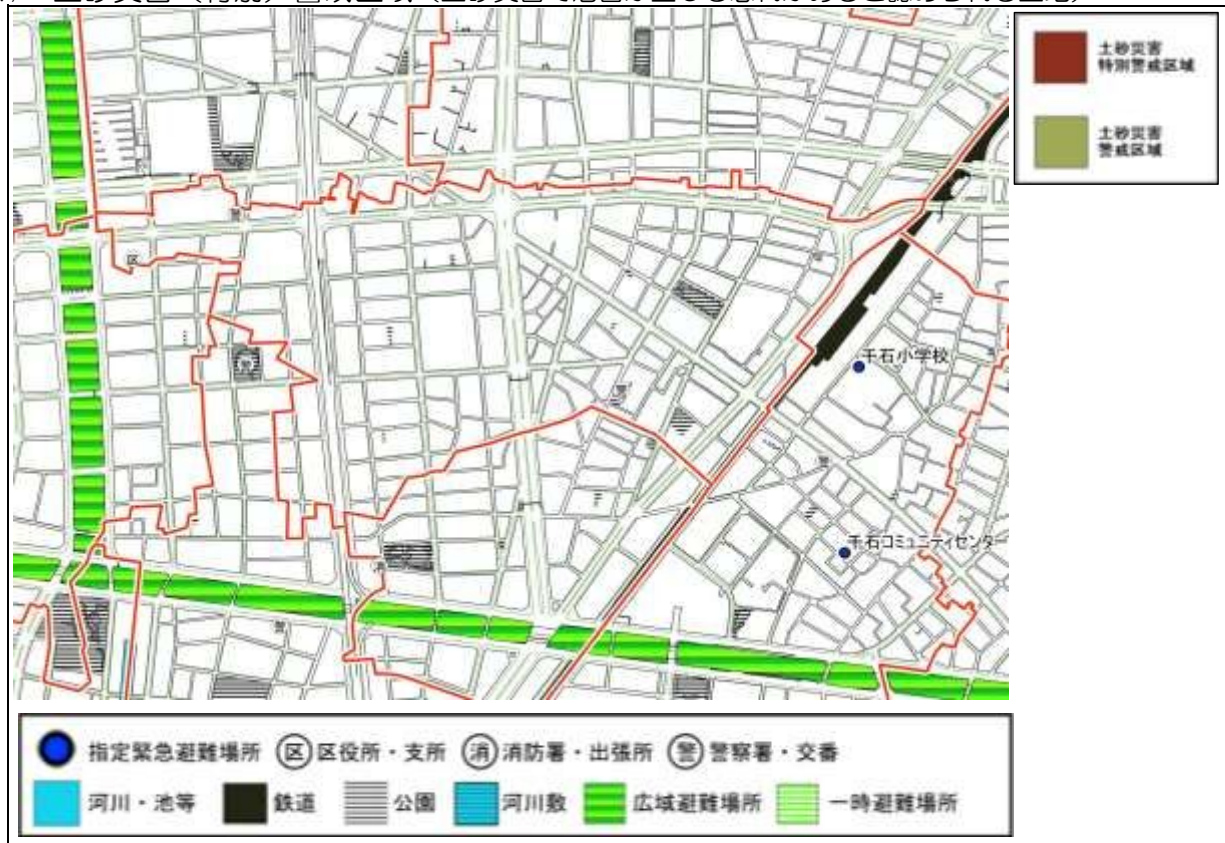 土砂災害
特別警戒区域
土砂災害
警戒区域
区
千石小学校
千石コミュニティセンター
指定緊急避難場所 区 区役所・支所 消 消防署・出張所 警 警察署・交番
河川・池等 鉄道 公園 河川敷 広域避難場所 一時避難場所